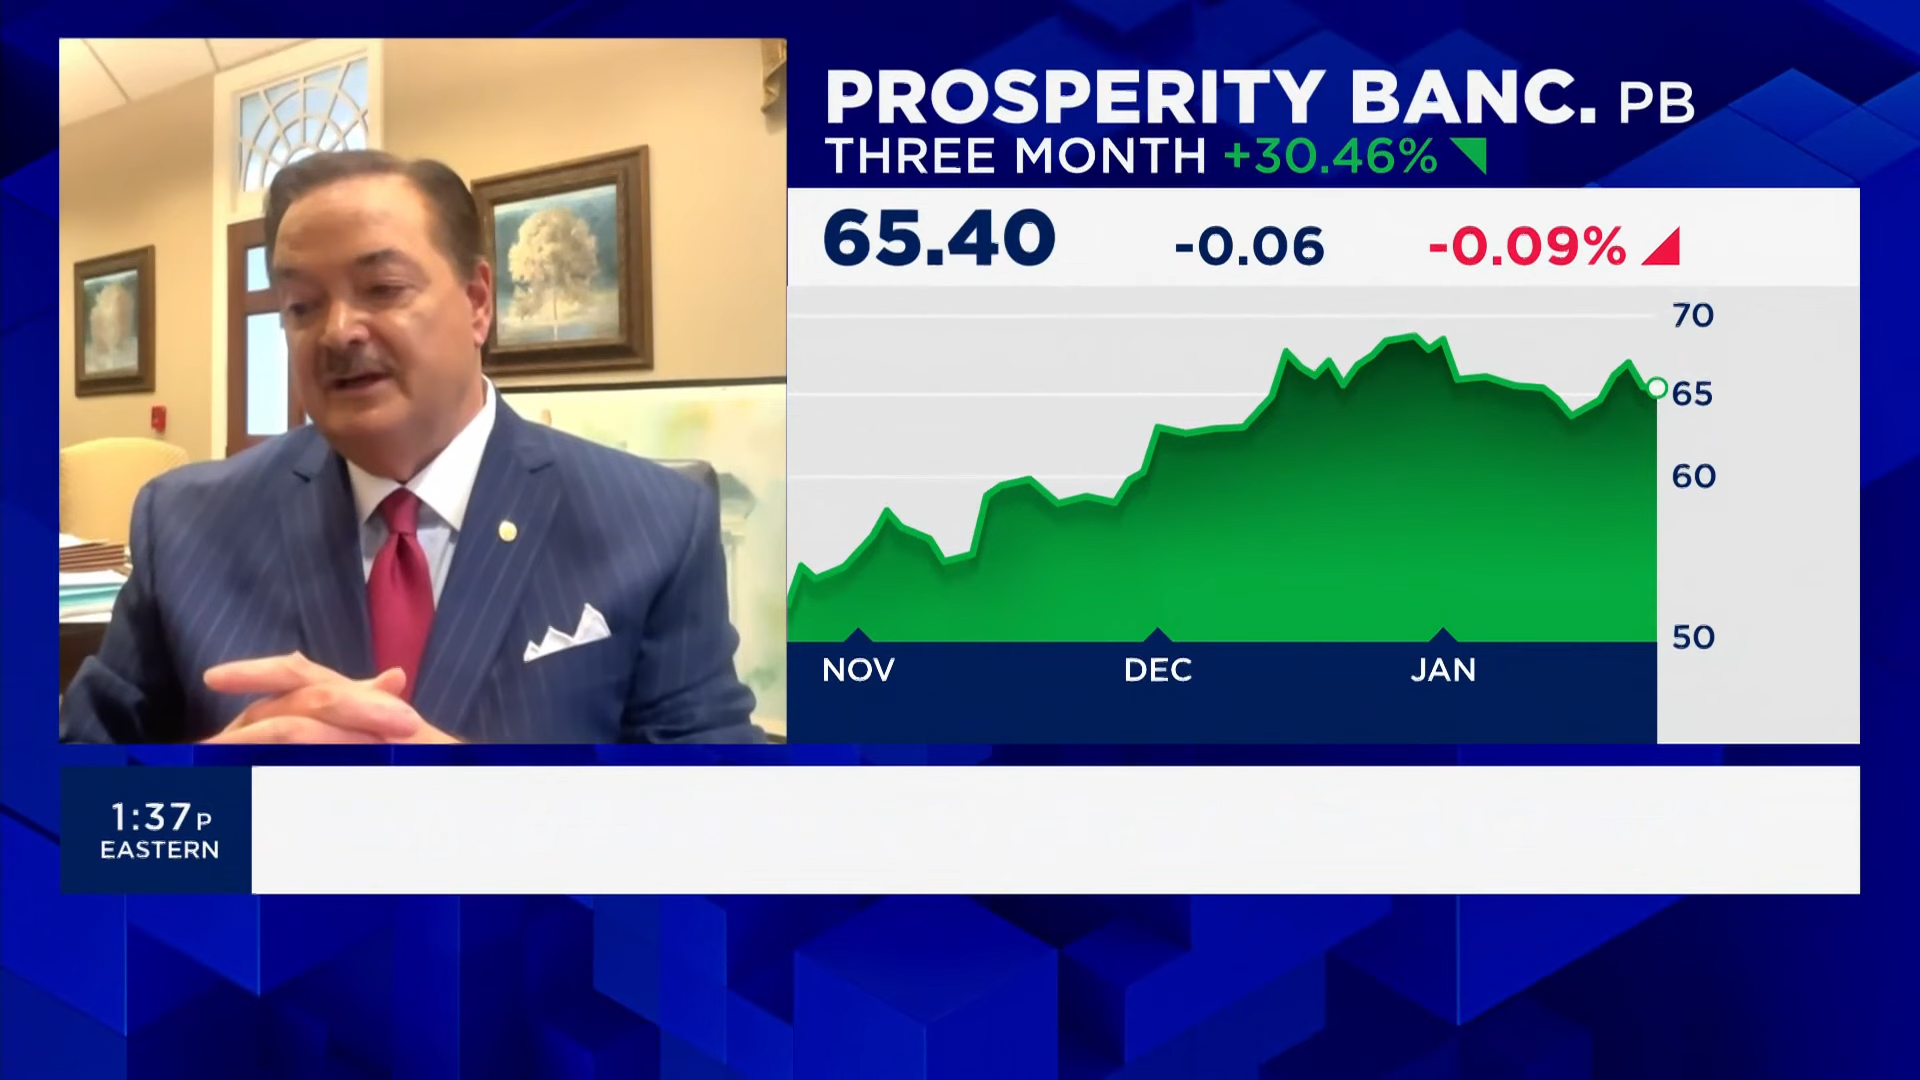 PROSPERITY BANC. PB
THREE MONTH +30.46%
65.40 -0.06 -0.09%
70
65
60
50
NOV DEC JAN
1:37P
EASTERN